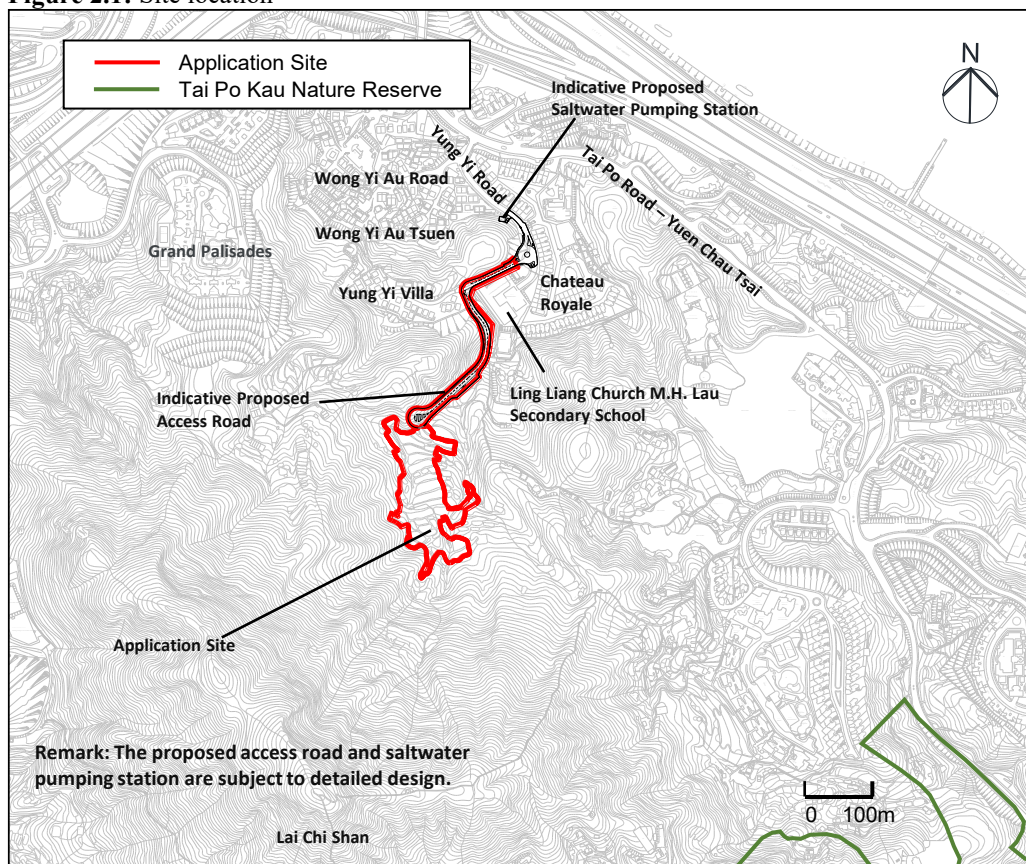 Figure 2.1: Site location
Application Site
Tai Po Kau Nature Reserve
N
Indicative Proposed
Saltwater Pumping Station
Yung Yi Road
Wong Yi Au Road
Tai Po Road – Yuen Chau Tsai
Wong Yi Au Tsuen
Grand Palisades
Yung Yi Villa
Chateau
Royale
Indicative Proposed
Access Road
Ling Liang Church M.H. Lau
Secondary School
Application Site
Remark: The proposed access road and saltwater
pumping station are subject to detailed design.
0 100m
Lai Chi Shan